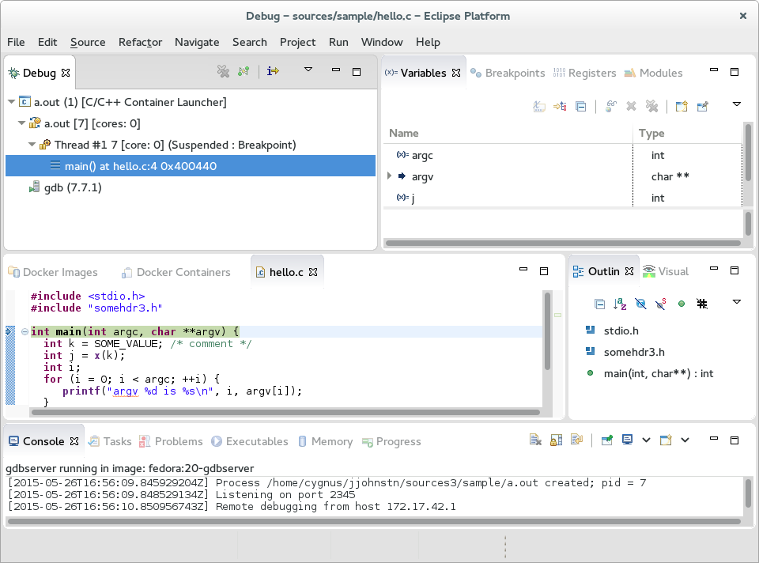 Debug – sources/sample/hello.c – Eclipse Platform
File Edit Source Refactor Navigate Search Project Run Window Help
Debug
a.out (1) [C/C++ Container Launcher]
a.out [7] [cores: 0]
Thread #1 7 [core: 0] (Suspended : Breakpoint)
main() at hello.c:4 0x400440
gdb (7.7.1)
(x)= Variables Breakpoints Registers Modules
Name Type
(x)= argc int
argv char **
(x)= j int
Docker Images Docker Containers hello.c
#include <stdio.h>
#include "somehdr3.h"
int main(int argc, char **argv) {
int k = SOME_VALUE; /* comment */
int j = x(k);
int i;
for (i = 0; i < argc; ++i) {
printf("argv %d is %s\n", i, argv[i]);
}
Outlin Visual
stdio.h
somehdr3.h
main(int, char**) : int
Console Tasks Problems Executables Memory Progress
gdbserver running in image: fedora:20-gdbserver
[2015-05-26T16:56:09.845929204Z] Process /home/cygnus/jjohnstn/sources3/sample/a.out created; pid = 7
[2015-05-26T16:56:09.848529134Z] Listening on port 2345
[2015-05-26T16:56:10.850956743Z] Remote debugging from host 172.17.42.1